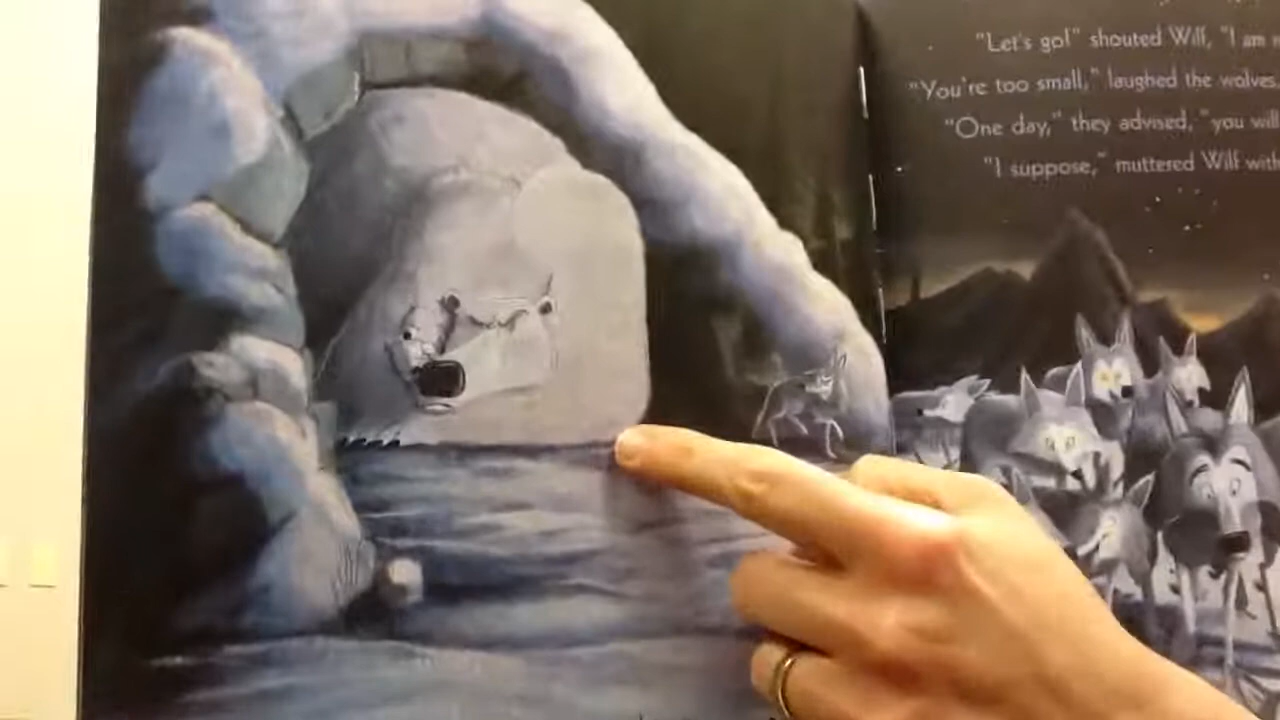 "Let's go!" shouted Will, "I am
"You're too small," laughed the wolves,
"One day," they advised, "you will
"I suppose," muttered Wilf with